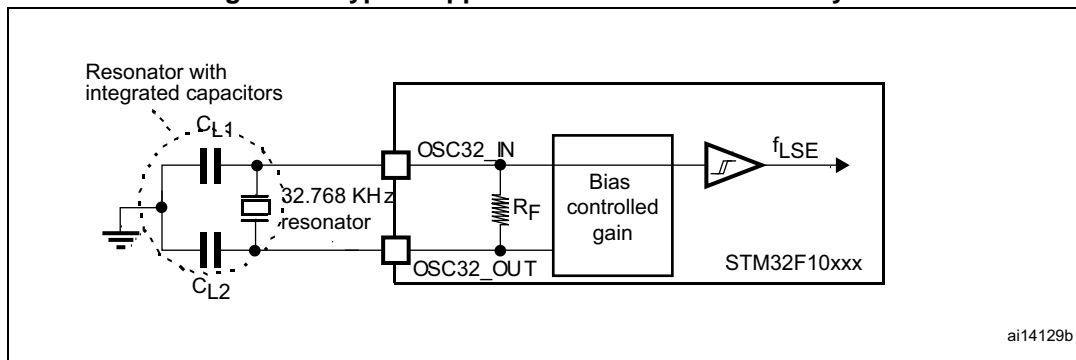 Resonator with
integrated capacitors
CL1
OSC32_IN
fLSE
32.768 KHz
resonator
RF
Bias
controlled
gain
OSC32_OUT
STM32F10xxx
CL2
ai14129b